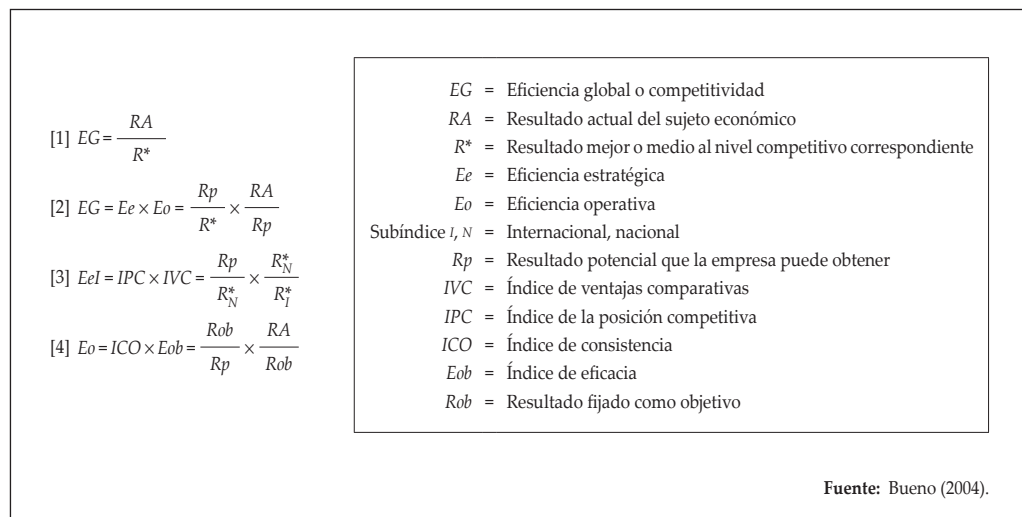 [1] EG = RA / R*
[2] EG = Ee × Eo = Rp / R* × RA / Rp
[3] EeI = IPC × IVC = Rp / R*N × R*N / R*I
[4] Eo = ICO × Eob = Rob / Rp × RA / Rob
EG = Eficiencia global o competitividad
RA = Resultado actual del sujeto económico
R* = Resultado mejor o medio al nivel competitivo correspondiente
Ee = Eficiencia estratégica
Eo = Eficiencia operativa
Subíndice I, N = Internacional, nacional
Rp = Resultado potencial que la empresa puede obtener
IVC = Índice de ventajas comparativas
IPC = Índice de la posición competitiva
ICO = Índice de consistencia
Eob = Índice de eficacia
Rob = Resultado fijado como objetivo
Fuente: Bueno (2004).